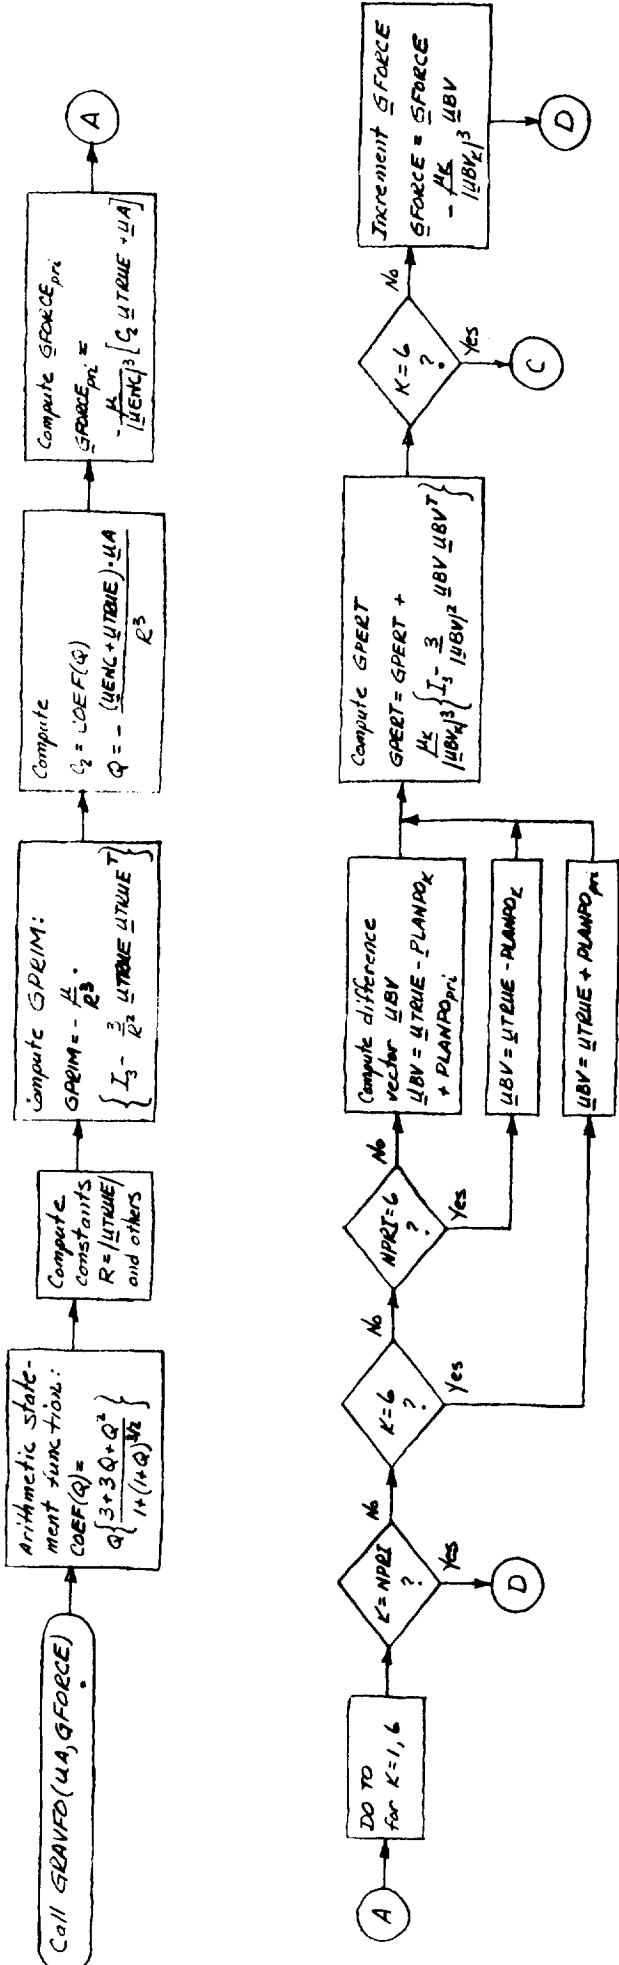 Call GRAVFO(UA, GFORCE)
Arithmetic state-
ment function:
COEF(Q)=
Q{3+3Q+Q²/1+(1+Q)^3/2}
Compute
constants
R=|UTRUE|
and others
Compute GPRIM:
GPRIM = -μ/R³ ·
{I₃ - 3/R² UTRUE UTRUE^T}
Compute
C₂ = COEF(Q)
Q = -(UENC + UTRUE)·UA/R³
Compute GFORCE_pri
GFORCE_pri =
-μ/|UENC|³ [C₂ UTRUE + UA]
A
A
DO TO
for K=1,6
K=NPRI
?
No
Yes
D
K=6
?
No
Yes
NPRI=6
?
No
Yes
Compute difference
vector UBV
UBV = UTRUE - PLANPO_K
+ PLANPO_pri
UBV = UTRUE - PLANPO_K
UBV = UTRUE + PLANPO_pri
Compute GPERT
GPERT = GPERT +
μ_K/|UBV_K|³ {I₃ - 3/|UBV|² UBV UBV^T}
K=6
?
No
Yes
C
Increment GFORCE
GFORCE = GFORCE
- μ_K/|UBV_K|³ UBV
D